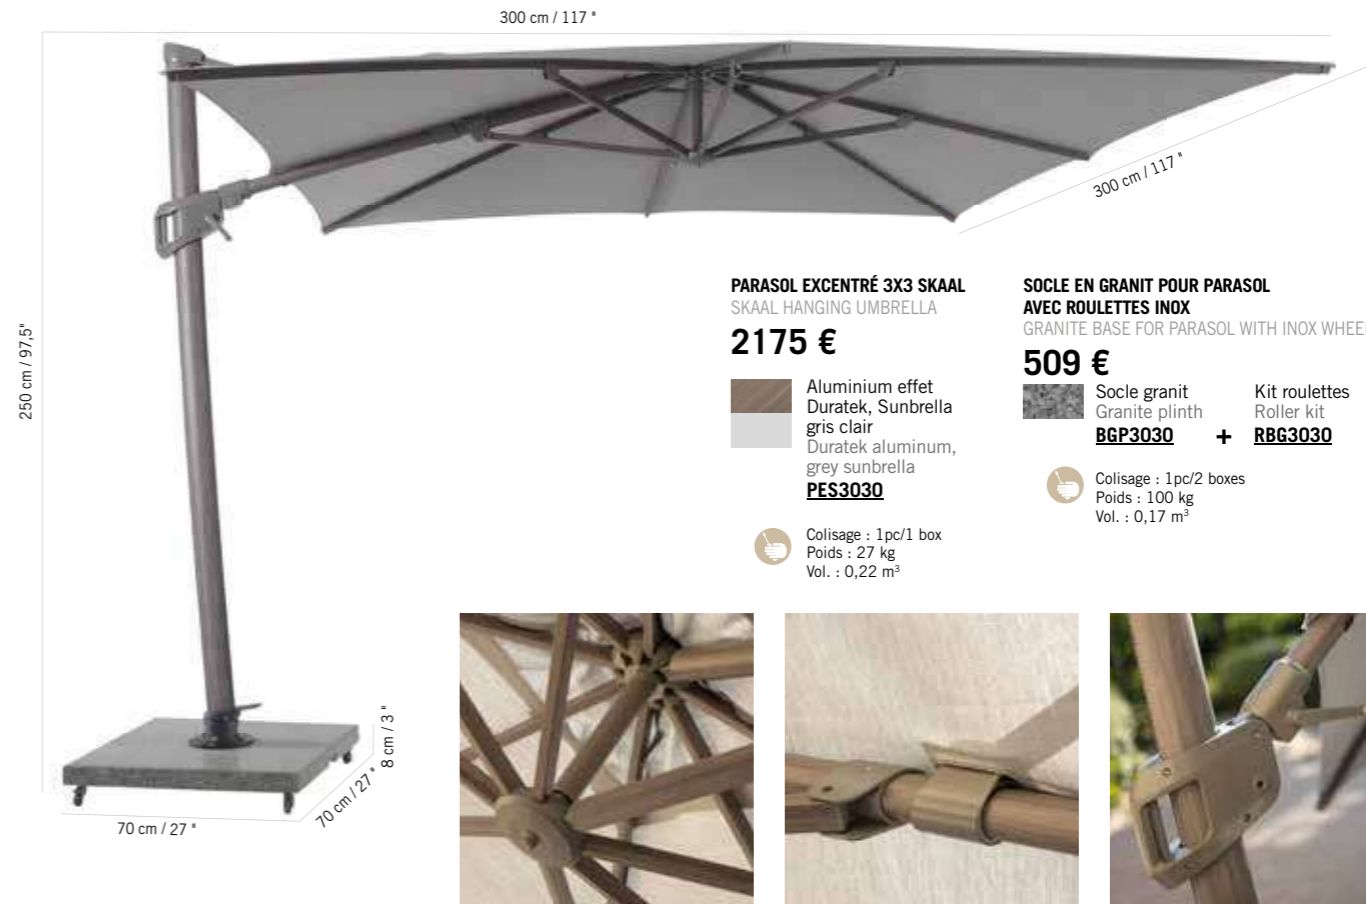 300 cm / 117 "
300 cm / 117 "
250 cm / 97,5"
PARASOL EXCENTRÉ 3X3 SKAAL
SKAAL HANGING UMBRELLA
2175 €
Aluminium effet
Duratek, Sunbrella
gris clair
Duratek aluminum,
grey sunbrella
PES3030
Colisage : 1pc/1 box
Poids : 27 kg
Vol. : 0,22 m³
SOCLE EN GRANIT POUR PARASOL
AVEC ROULETTES INOX
GRANITE BASE FOR PARASOL WITH INOX WHEE
509 €
Socle granit
Granite plinth
BGP3030
+
Kit roulettes
Roller kit
RBG3030
Colisage : 1pc/2 boxes
Poids : 100 kg
Vol. : 0,17 m³
8 cm / 3 "
70 cm / 27 "
70 cm / 27 "